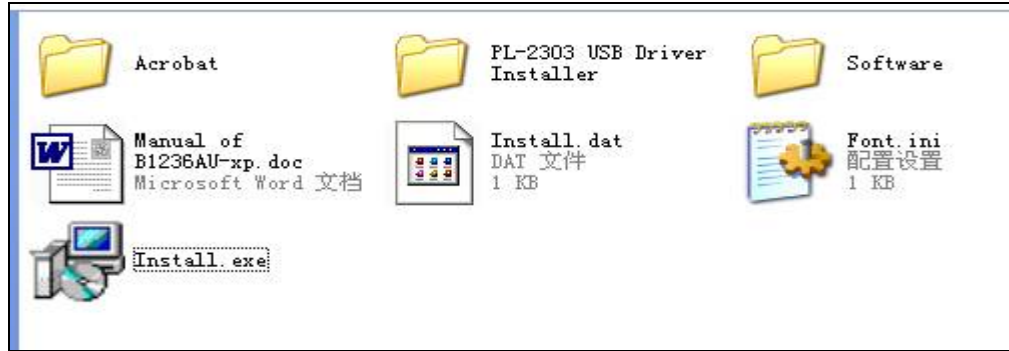 Acrobat
PL-2303 USB Driver
Installer
Software
Manual of
B1236AU-xp.doc
Microsoft Word 文档
Install.dat
DAT 文件
1 KB
Font.ini
配置设置
1 KB
Install.exe